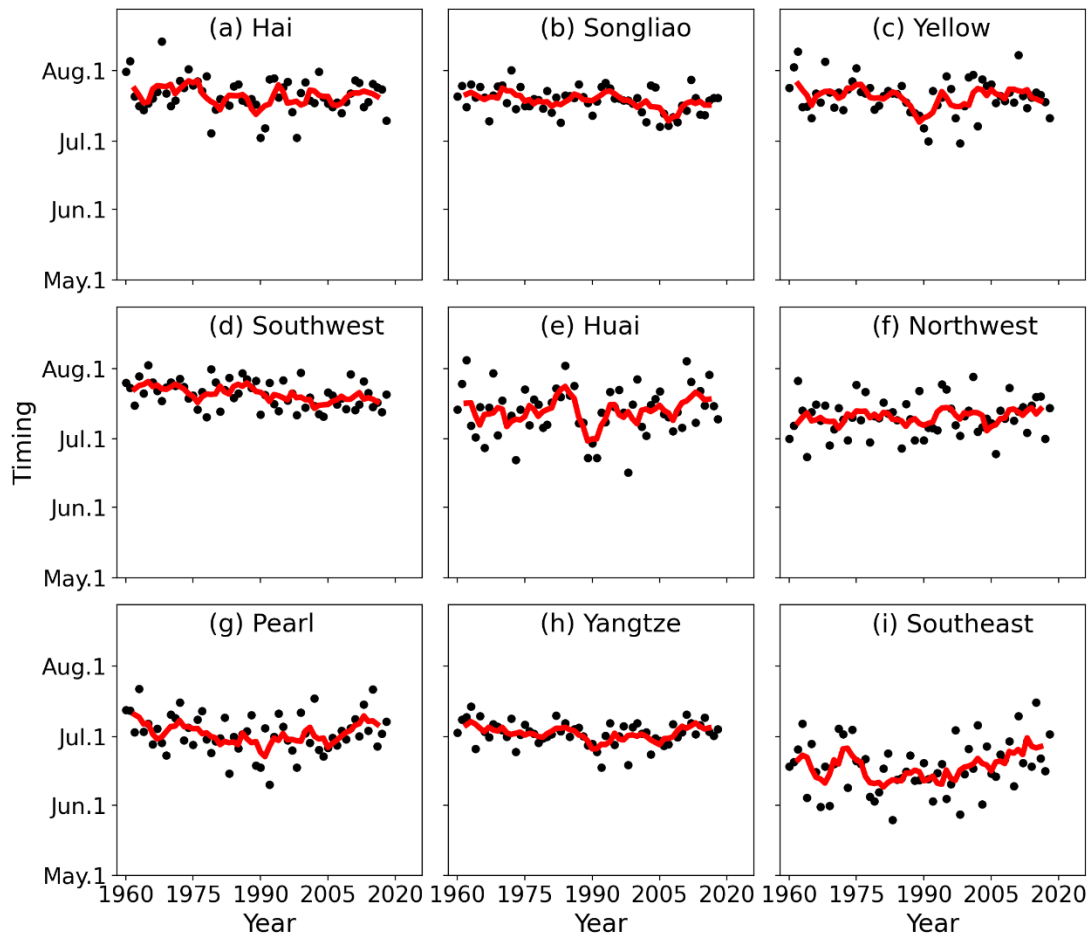 (a) Hai
(b) Songliao
(c) Yellow
Aug.1
Jul.1
Jun.1
May.1
(d) Southwest
(e) Huai
(f) Northwest
Aug.1
Jul.1
Jun.1
May.1
Timing
(g) Pearl
(h) Yangtze
(i) Southeast
Aug.1
Jul.1
Jun.1
May.1
1960 1975 1990 2005 2020
1960 1975 1990 2005 2020
1960 1975 1990 2005 2020
Year
Year
Year